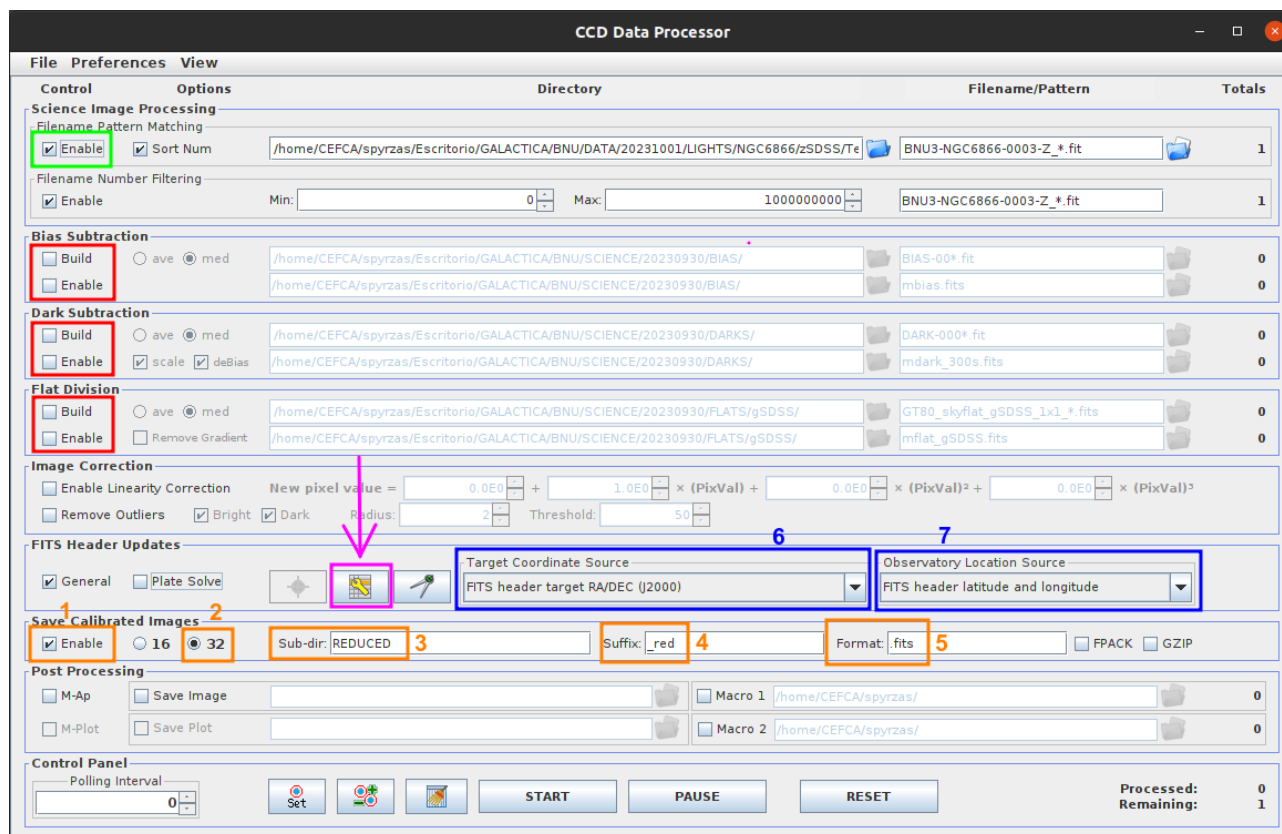 CCD Data Processor
File Preferences View
Control Options Directory Filename/Pattern Totals
Science Image Processing
Filename Pattern Matching
Enable Sort Num /home/CEFCA/spyrzas/Escritorio/GALACTICA/BNU/DATA/20231001/LIGHTS/NGC6866/zSDSS/Te BNU3-NGC6866-0003-Z_*.fit 1
Filename Number Filtering
Enable Min: 0 Max: 1000000000 BNU3-NGC6866-0003-Z_*.fit 1
Bias Subtraction
Build ave med /home/CEFCA/spyrzas/Escritorio/GALACTICA/BNU/SCIENCE/20230930/BIAS/ BIAS-00*.fit 0
Enable /home/CEFCA/spyrzas/Escritorio/GALACTICA/BNU/SCIENCE/20230930/BIAS/ mbias.fits 0
Dark Subtraction
Build ave med /home/CEFCA/spyrzas/Escritorio/GALACTICA/BNU/SCIENCE/20230930/DARKS/ DARK-000*.fit 0
Enable scale deBias /home/CEFCA/spyrzas/Escritorio/GALACTICA/BNU/SCIENCE/20230930/DARKS/ mdark_300s.fits 0
Flat Division
Build ave med /home/CEFCA/spyrzas/Escritorio/GALACTICA/BNU/SCIENCE/20230930/FLATS/gSDSS/ GT80_skyflat_gSDSS_1x1_*.fits 0
Enable Remove Gradient /home/CEFCA/spyrzas/Escritorio/GALACTICA/BNU/SCIENCE/20230930/FLATS/gSDSS/ mflat_gSDSS.fits 0
Image Correction
Enable Linearity Correction New pixel value = 0.0E0 + 1.0E0 × (PixVal) + 0.0E0 × (PixVal)² + 0.0E0 × (PixVal)³
Remove Outliers Bright Dark Radius: 2 Threshold: 50
FITS Header Updates 6 7
Target Coordinate Source Observatory Location Source
General Plate Solve FITS header target RA/DEC (J2000) FITS header latitude and longitude
1 2
Save Calibrated Images
Enable 16 32 Sub-dir: REDUCED 3 Suffix: _red 4 Format: .fits 5 FPACK GZIP
Post Processing
M-Ap Save Image Macro 1 /home/CEFCA/spyrzas/ 0
M-Plot Save Plot Macro 2 /home/CEFCA/spyrzas/ 0
Control Panel
Polling Interval
0 Set START PAUSE RESET
Processed: 0
Remaining: 1